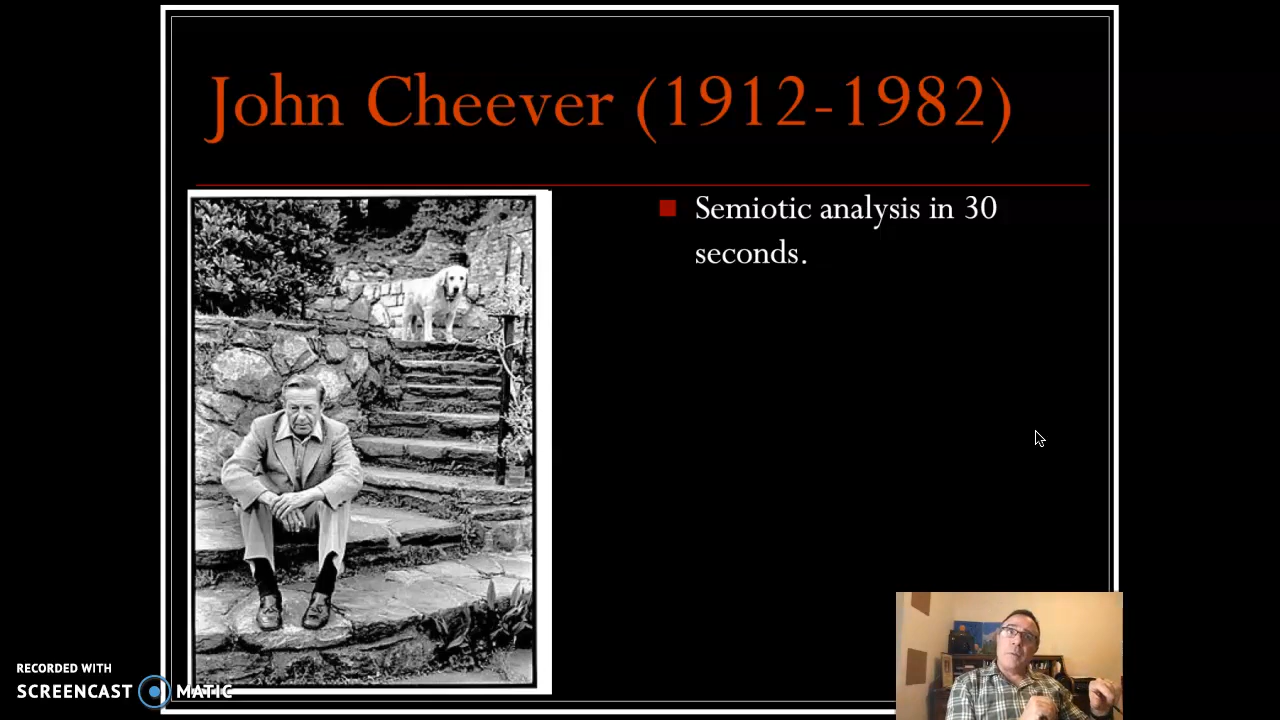 John Cheever (1912-1982)
Semiotic analysis in 30
seconds.
RECORDED WITH
SCREENCAST MATIC